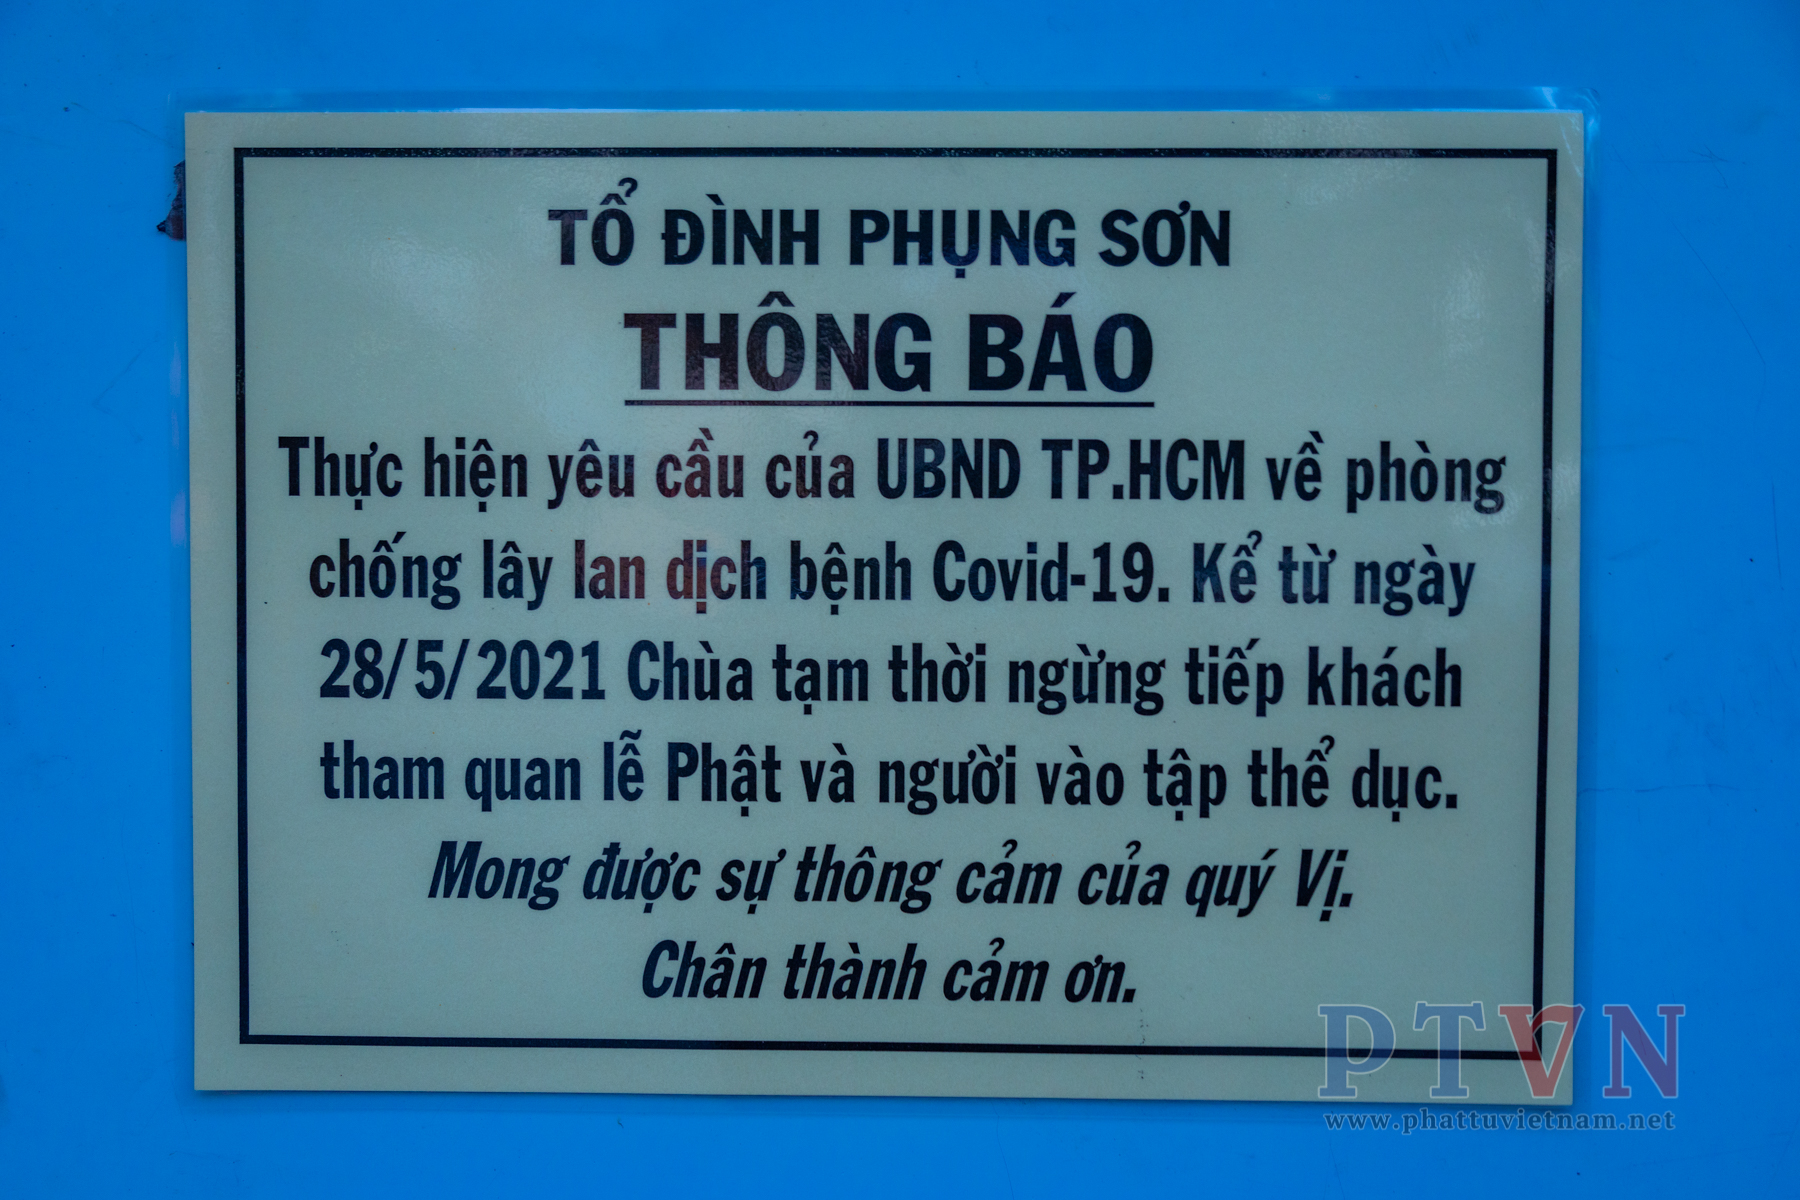 TỔ ĐÌNH PHỤNG SƠN
THÔNG BÁO
Thực hiện yêu cầu của UBND TP.HCM về phòng
chống lây lan dịch bệnh Covid-19. Kể từ ngày
28/5/2021 Chùa tạm thời ngừng tiếp khách
tham quan lễ Phật và người vào tập thể dục.
Mong được sự thông cảm của quý Vị.
Chân thành cảm ơn.
PTVN
www.phattuvietnam.net